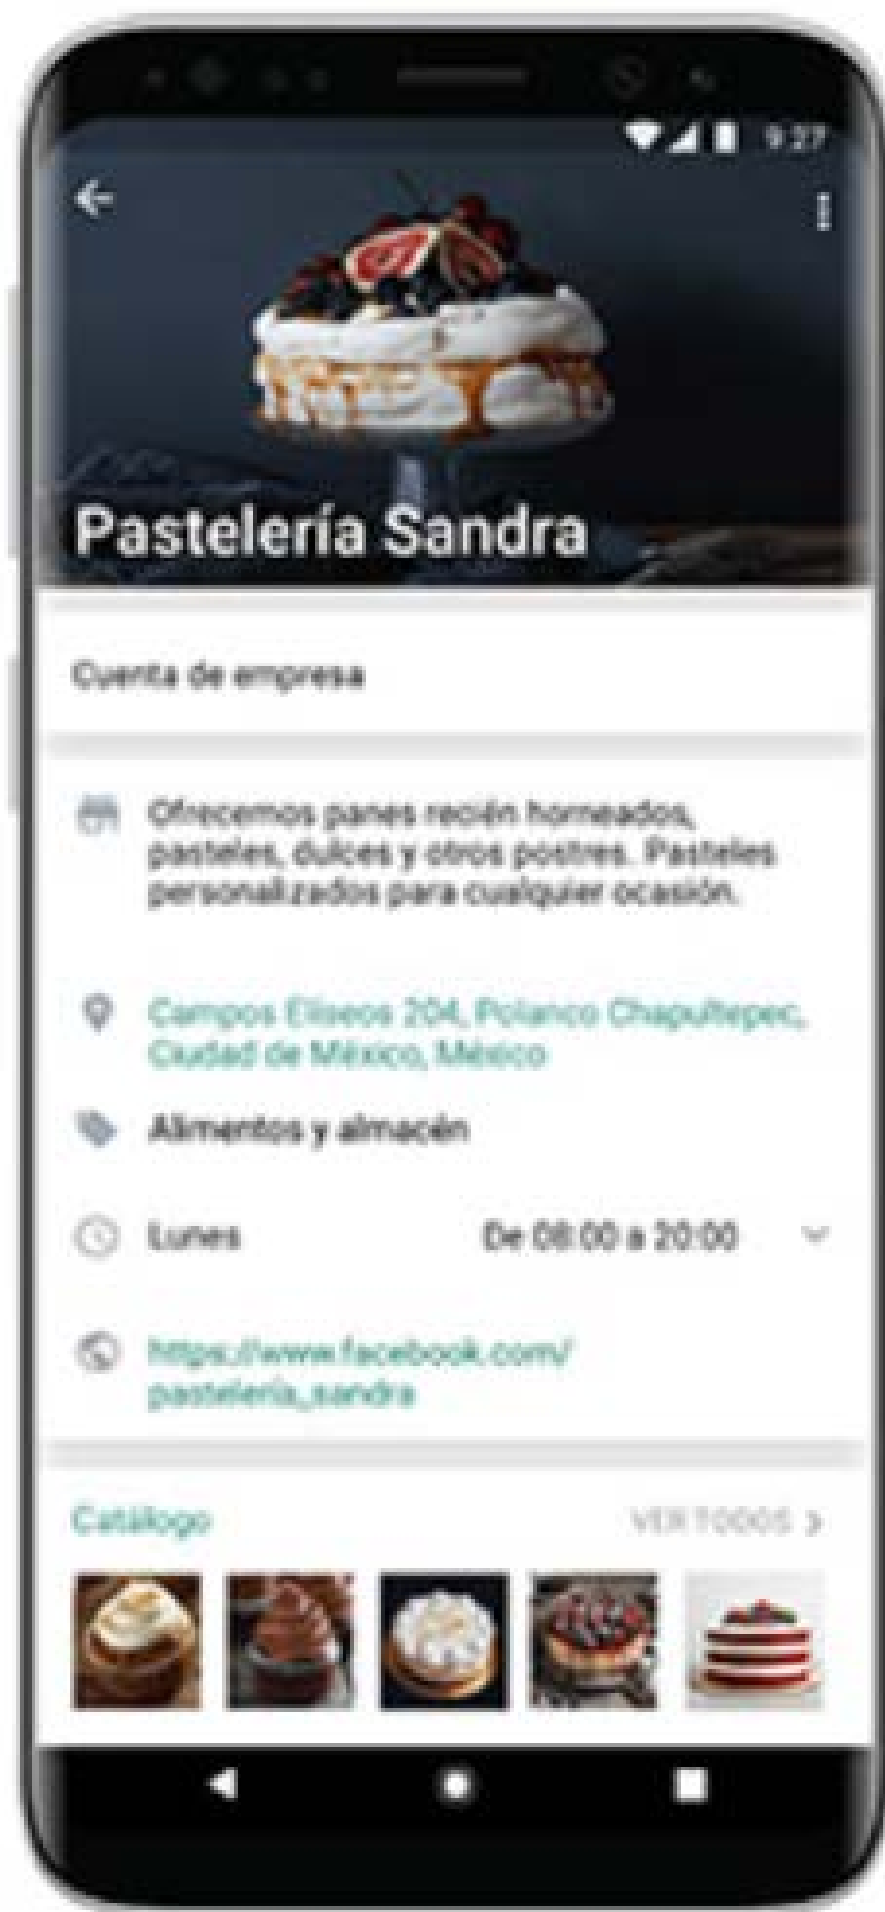 9:27
Pastelería Sandra
Cuenta de empresa
Ofrecemos panes recién horneados,
pasteles, dulces y otros postres. Pasteles
personalizados para cualquier ocasión.
Campos Elíseos 204, Polanco Chapultepec,
Ciudad de México, México
Alimentos y almacén
Lunes De 08:00 a 20:00
https://www.facebook.com/
pastelería_sandra
Catálogo VER TODOS